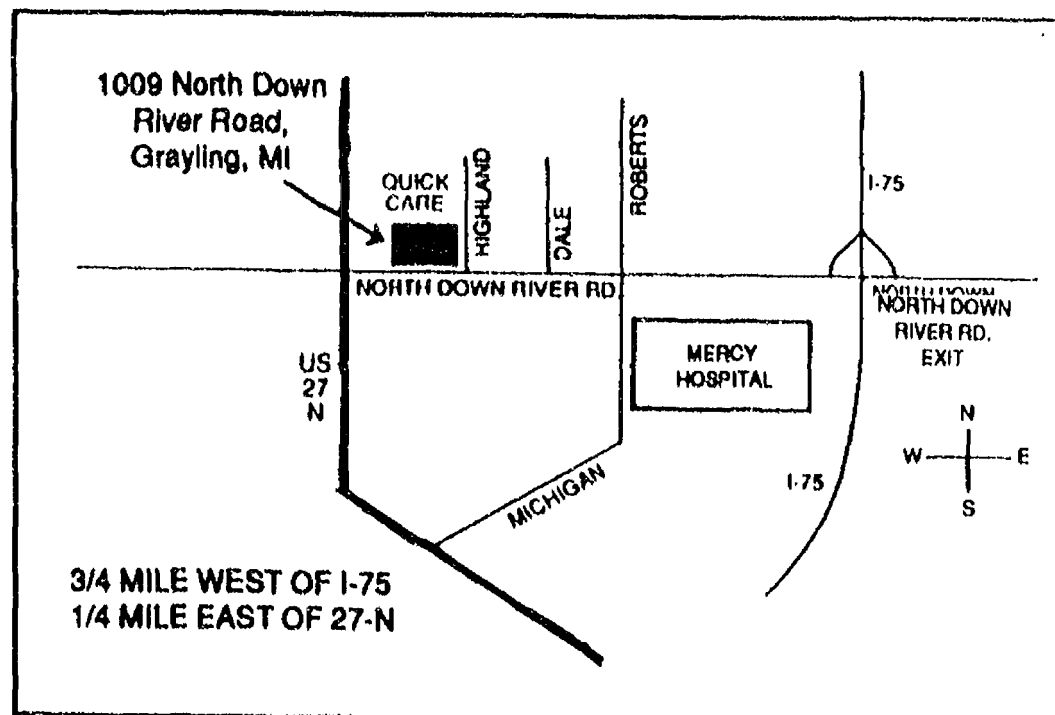 1009 North Down
River Road,
Grayling, MI
QUICK
CARE
HIGHLAND
DALE
ROBERTS
I-75
NORTH DOWN RIVER RD.
NORTH DOWN
NORTH DOWN
RIVER RD.
EXIT
US
27
N
MERCY
HOSPITAL
N
W
E
S
I-75
MICHIGAN
3/4 MILE WEST OF I-75
1/4 MILE EAST OF 27-N